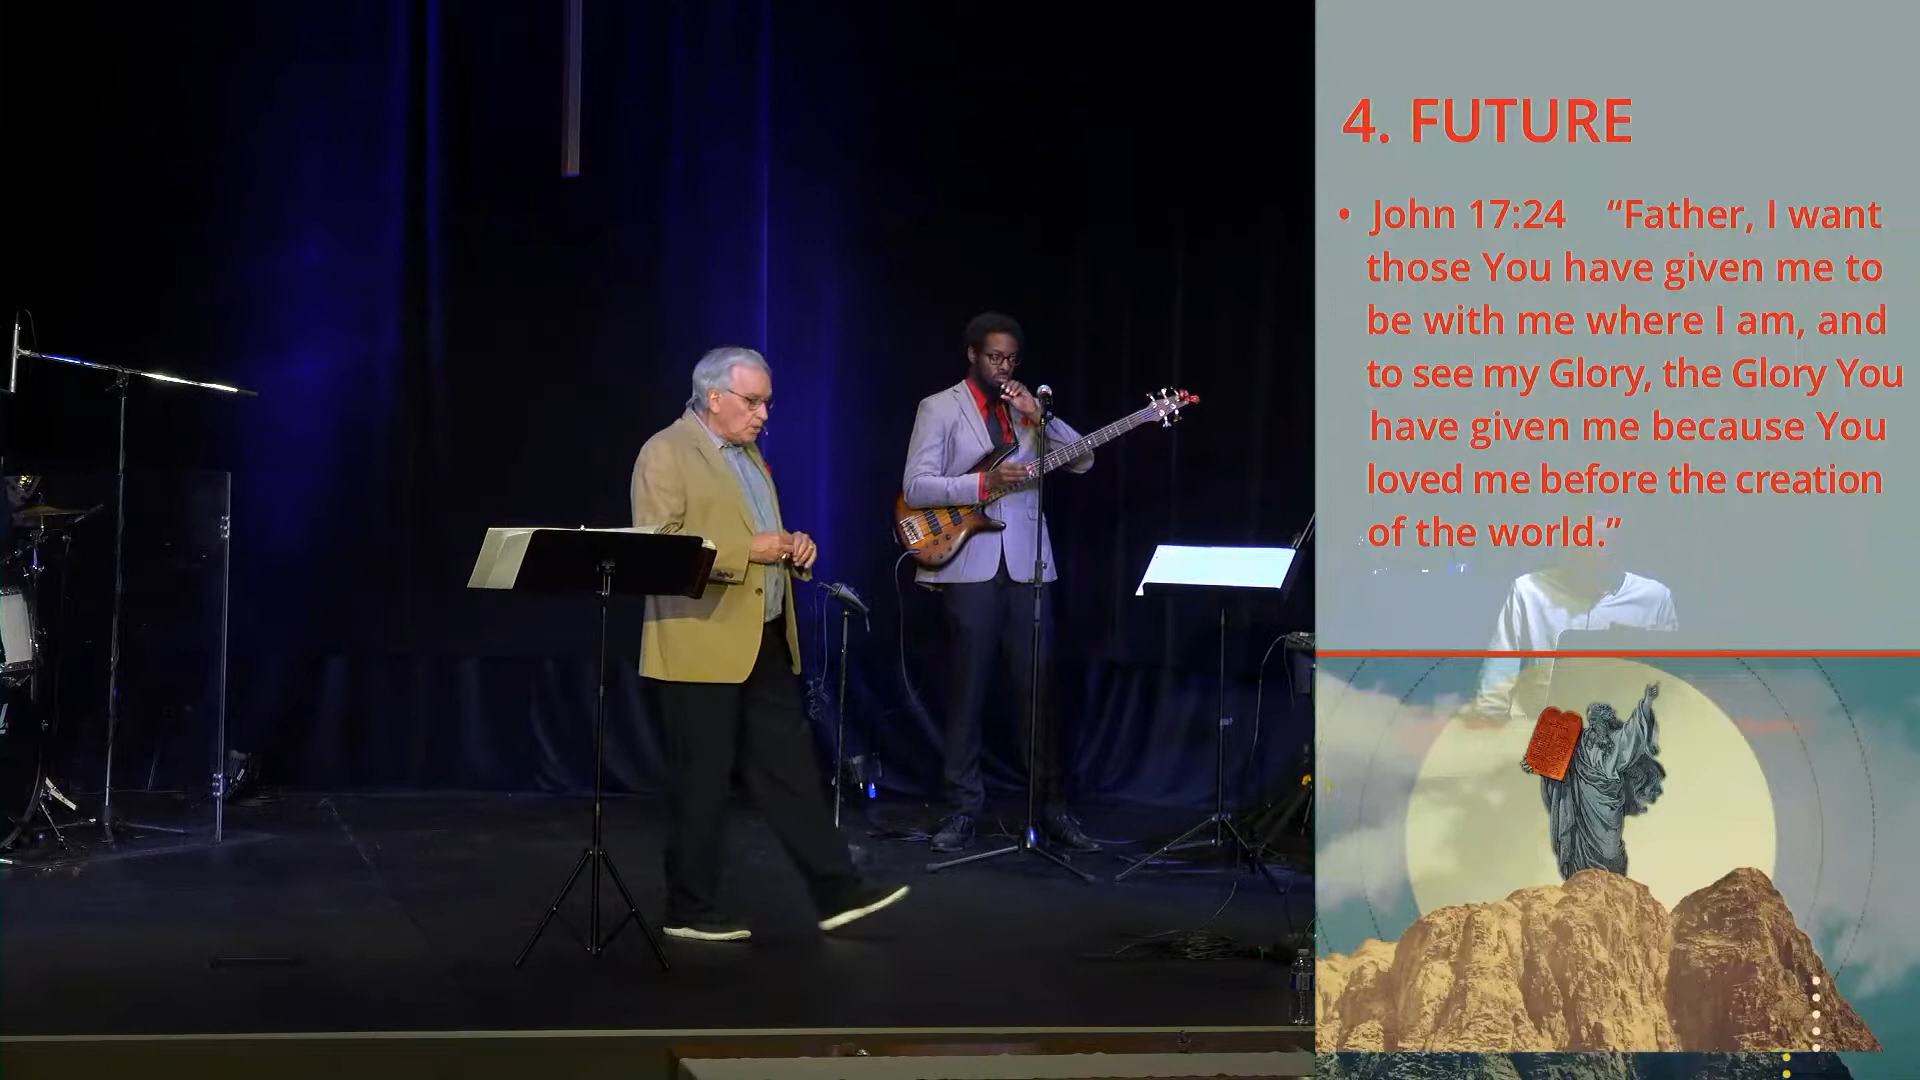 4. FUTURE
• John 17:24 “Father, I want
those You have given me to
be with me where I am, and
to see my Glory, the Glory You
have given me because You
loved me before the creation
of the world.”